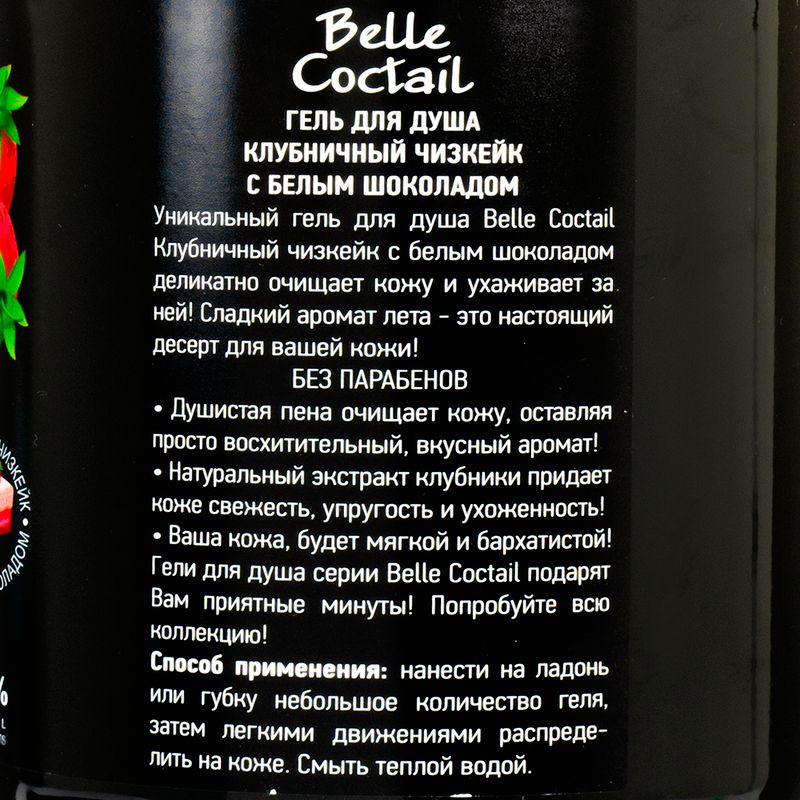 Belle
Coctail
ГЕЛЬ ДЛЯ ДУША
КЛУБНИЧНЫЙ ЧИЗКЕЙК
С БЕЛЫМ ШОКОЛАДОМ
Уникальный гель для душа Belle Coctail
Клубничный чизкейк с белым шоколадом
деликатно очищает кожу и ухаживает за
ней! Сладкий аромат лета – это настоящий
десерт для вашей кожи!
БЕЗ ПАРАБЕНОВ
• Душистая пена очищает кожу, оставляя
просто восхитительный, вкусный аромат!
• Натуральный экстракт клубники придает
коже свежесть, упругость и ухоженность!
• Ваша кожа, будет мягкой и бархатистой!
Гели для душа серии Belle Coctail подарят
Вам приятные минуты! Попробуйте всю
коллекцию!
Способ применения: нанести на ладонь
или губку небольшое количество геля,
затем легкими движениями распреде-
лить на коже. Смыть теплой водой.
ЧИЗКЕЙК •
%
L